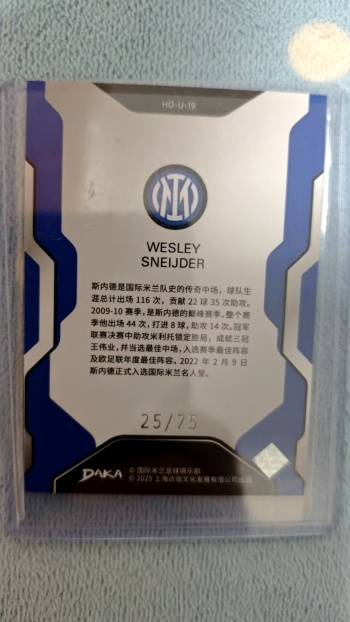 HO-U-19
WESLEY
SNEIJDER
斯内德是国际米兰队史的传奇中场，球队生
涯总计出场 116 次，贡献 22 球 35 次助攻。
2009-10 赛季，是斯内德的巅峰赛季，整个赛
季他出场 44 次，打进 8 球，助攻 14 次。冠军
联赛决赛中助攻米利托锁定胜局，成就三冠
王伟业，并当选最佳中场，入选赛季最佳阵容
及欧足联年度最佳阵容。2022 年 2 月 9 日
斯内德正式入选国际米兰名人堂。
25/75
DAKA
© 国际米兰足球俱乐部
© 2025 上海达咖文化发展有限公司出品